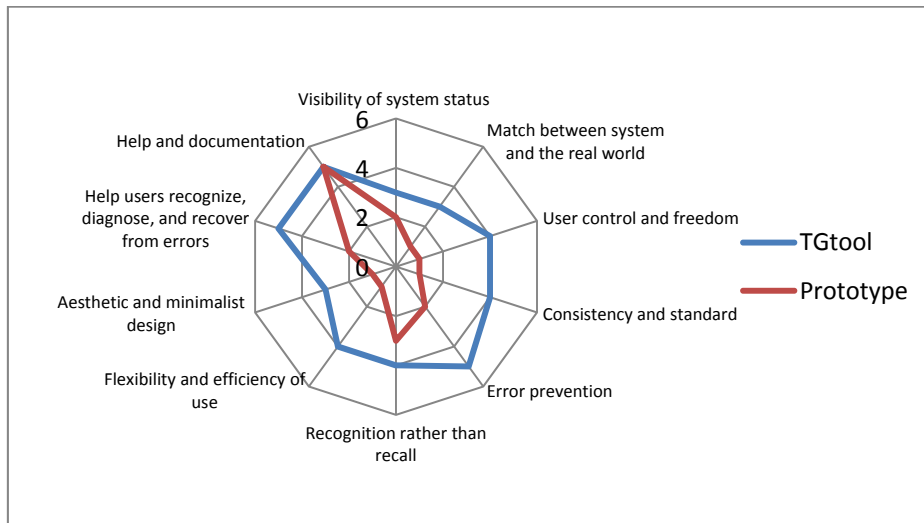 Visibility of system status
6
Help and documentation
Match between system
and the real world
4
Help users recognize,
diagnose, and recover
from errors
2
User control and freedom
TGtool
0
Prototype
Aesthetic and minimalist
design
Consistency and standard
Flexibility and efficiency of
use
Error prevention
Recognition rather than
recall